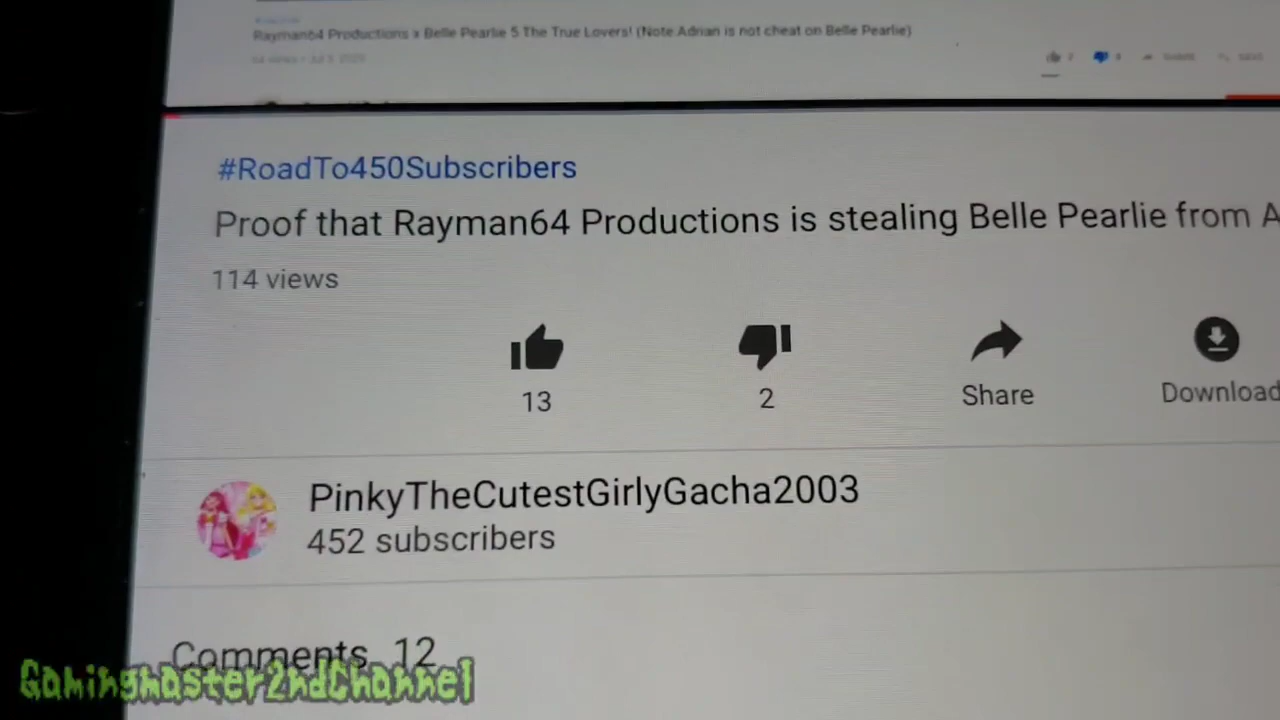 Rayman64 Productions x Belle Pearlie 5 The True Lovers! (Note Adrian is not cheat on Belle Pearlie)
#RoadTo450Subscribers
Proof that Rayman64 Productions is stealing Belle Pearlie from A
114 views
13
2
Share
Download
PinkyTheCutestGirlyGacha2003
452 subscribers
Comments 12
Gamingmaster2ndChannel